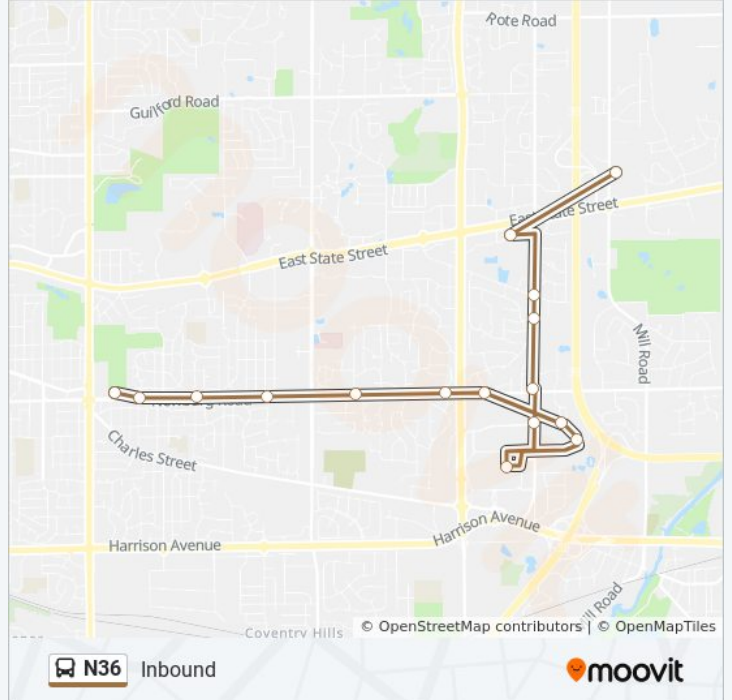 Rote Road
Guilford Road
East State Street
East State Street
Mill Road
Charles Street
Harrison Avenue
Harrison Avenue
Coventry Hills
© OpenStreetMap contributors | © OpenMapTiles
N36 Inbound
moovit